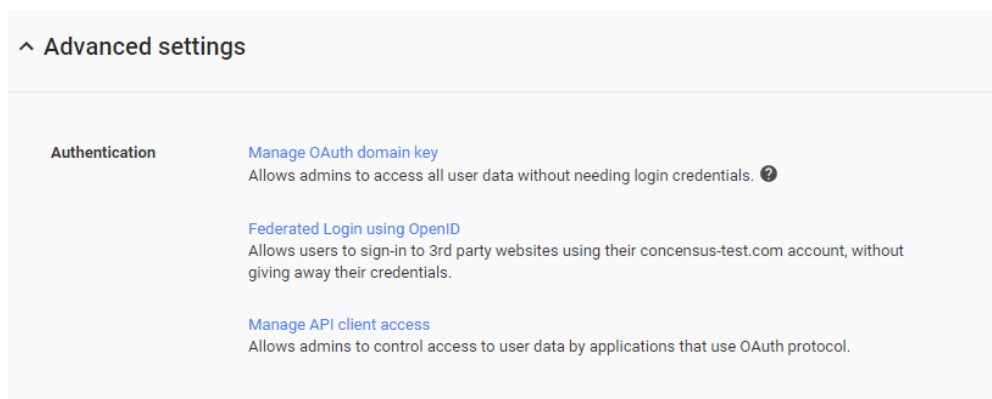 Advanced settings
Authentication
Manage OAuth domain key
Allows admins to access all user data without needing login credentials.
Federated Login using OpenID
Allows users to sign-in to 3rd party websites using their concensus-test.com account, without
giving away their credentials.
Manage API client access
Allows admins to control access to user data by applications that use OAuth protocol.